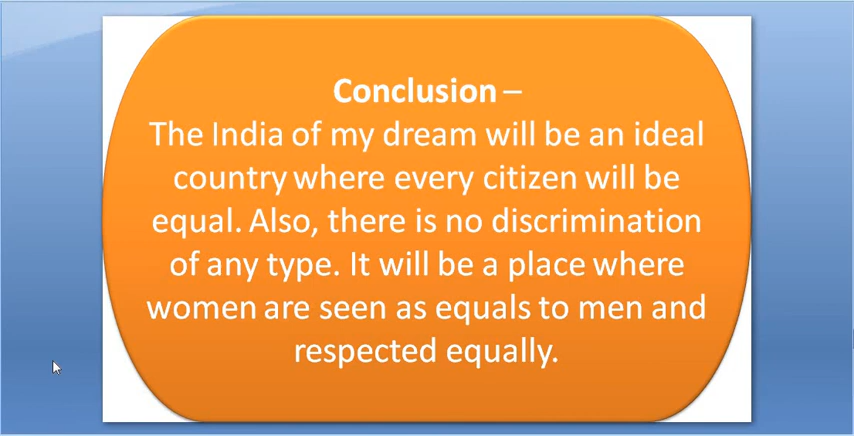 Conclusion –
The India of my dream will be an ideal
country where every citizen will be
equal. Also, there is no discrimination
of any type. It will be a place where
women are seen as equals to men and
respected equally.